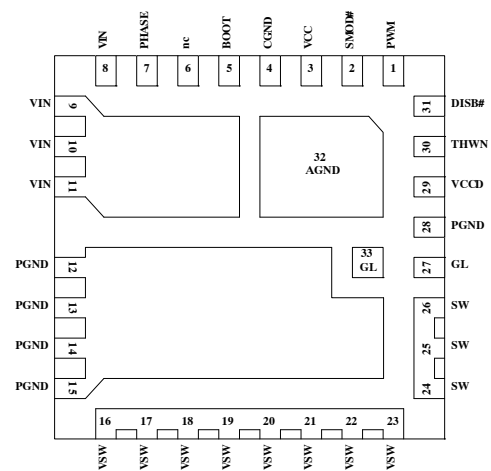 VIN PHASE nc BOOT CGND VCC SMOD# PWM
8 7 6 5 4 3 2 1
VIN 9
VIN 10
VIN 11
PGND 12
PGND 13
PGND 14
PGND 15
32
AGND
33
GL
31 DISB#
30 THWN
29 VCCD
28 PGND
27 GL
26 SW
25 SW
24 SW
16 17 18 19 20 21 22 23
VSW VSW VSW VSW VSW VSW VSW VSW